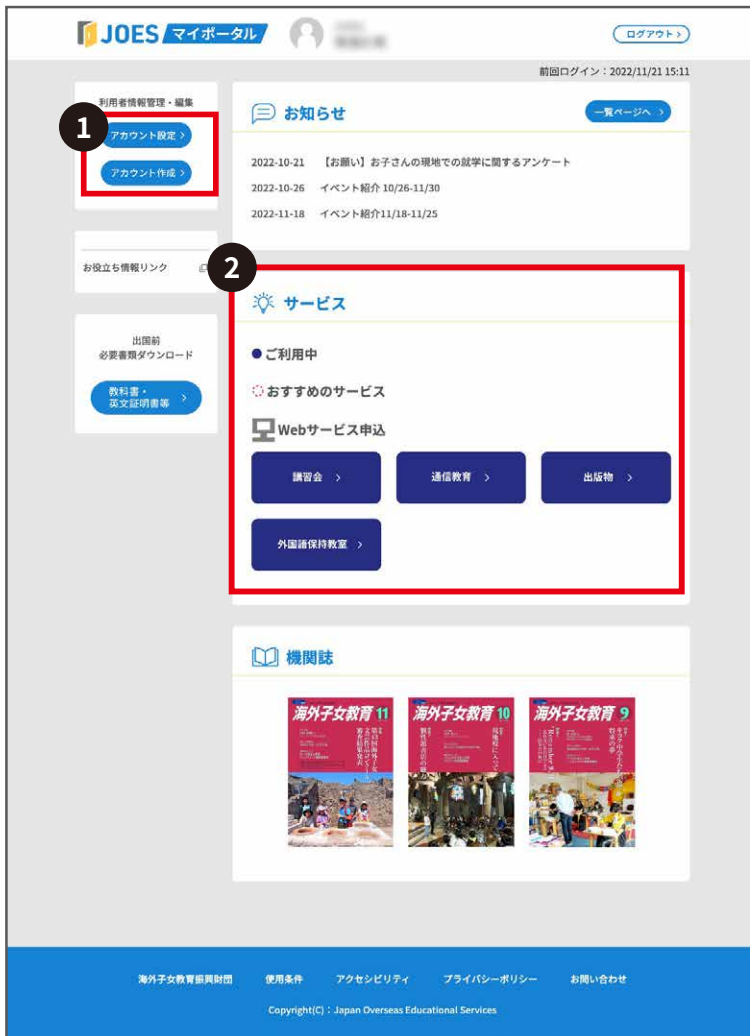 JOES マイポータル
ログアウト >
前回ログイン：2022/11/21 15:11
利用者情報管理・編集
1
アカウント設定 >
アカウント作成 >
お役立ち情報リンク
出国前
必要書類ダウンロード
教科書・
英文証明書等 >
お知らせ
一覧ページへ >
2022-10-21 【お願い】お子さんの現地での就学に関するアンケート
2022-10-26 イベント紹介 10/26-11/30
2022-11-18 イベント紹介11/18-11/25
2
サービス
ご利用中
おすすめのサービス
Webサービス申込
講習会 >
通信教育 >
出版物 >
外国語保持教室 >
機関誌
海外子女教育 11
海外子女教育 10
海外子女教育 9
海外子女教育振興財団 使用条件 アクセシビリティ プライバシーポリシー お問い合わせ
Copyright(C)：Japan Overseas Educational Services